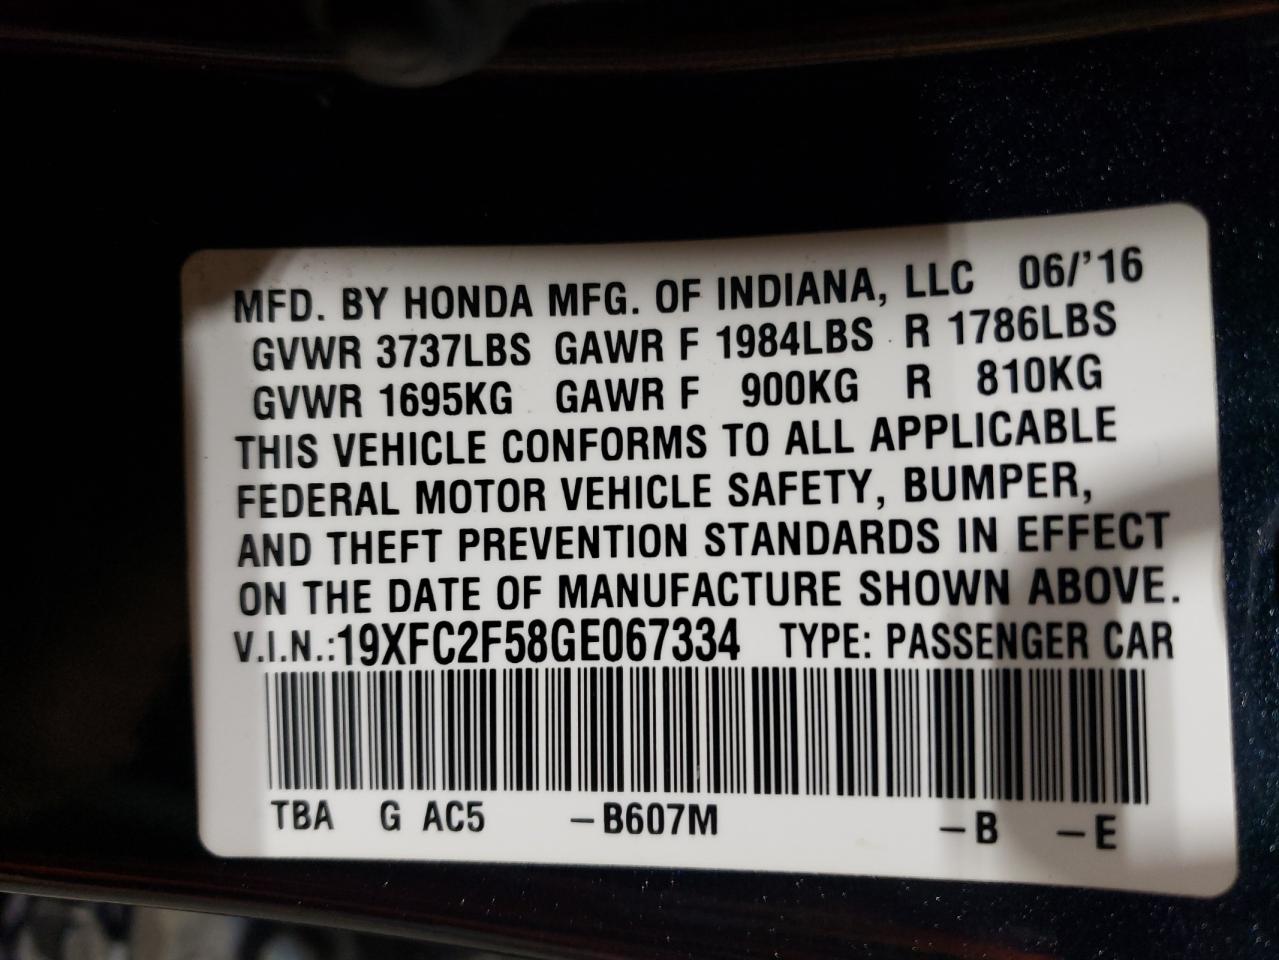 MFD. BY HONDA MFG. OF INDIANA, LLC 06/'16
GVWR 3737LBS GAWR F 1984LBS R 1786LBS
GVWR 1695KG GAWR F 900KG R 810KG
THIS VEHICLE CONFORMS TO ALL APPLICABLE
FEDERAL MOTOR VEHICLE SAFETY, BUMPER,
AND THEFT PREVENTION STANDARDS IN EFFECT
ON THE DATE OF MANUFACTURE SHOWN ABOVE.
V.I.N.:19XFC2F58GE067334 TYPE: PASSENGER CAR
TBA G AC5 –B607M –B –E